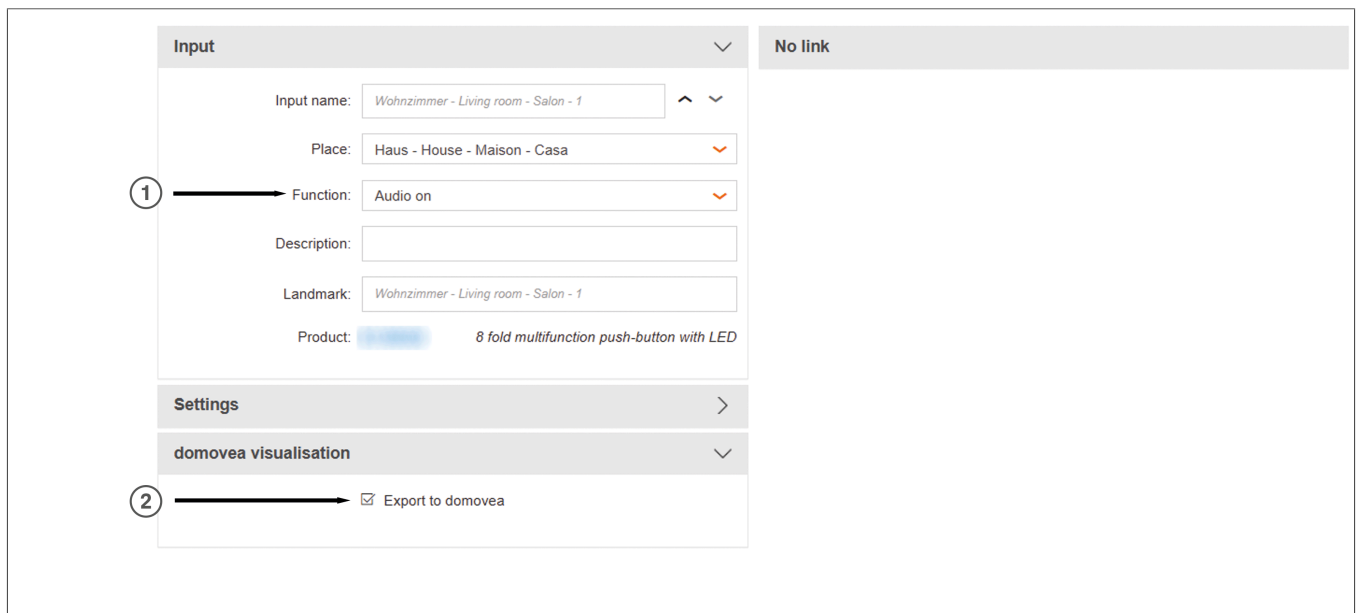 Input
No link
Input name: Wohnzimmer - Living room - Salon - 1
Place: Haus - House - Maison - Casa
1 Function: Audio on
Description:
Landmark: Wohnzimmer - Living room - Salon - 1
Product: 8 fold multifunction push-button with LED
Settings
domovea visualisation
2 Export to domovea